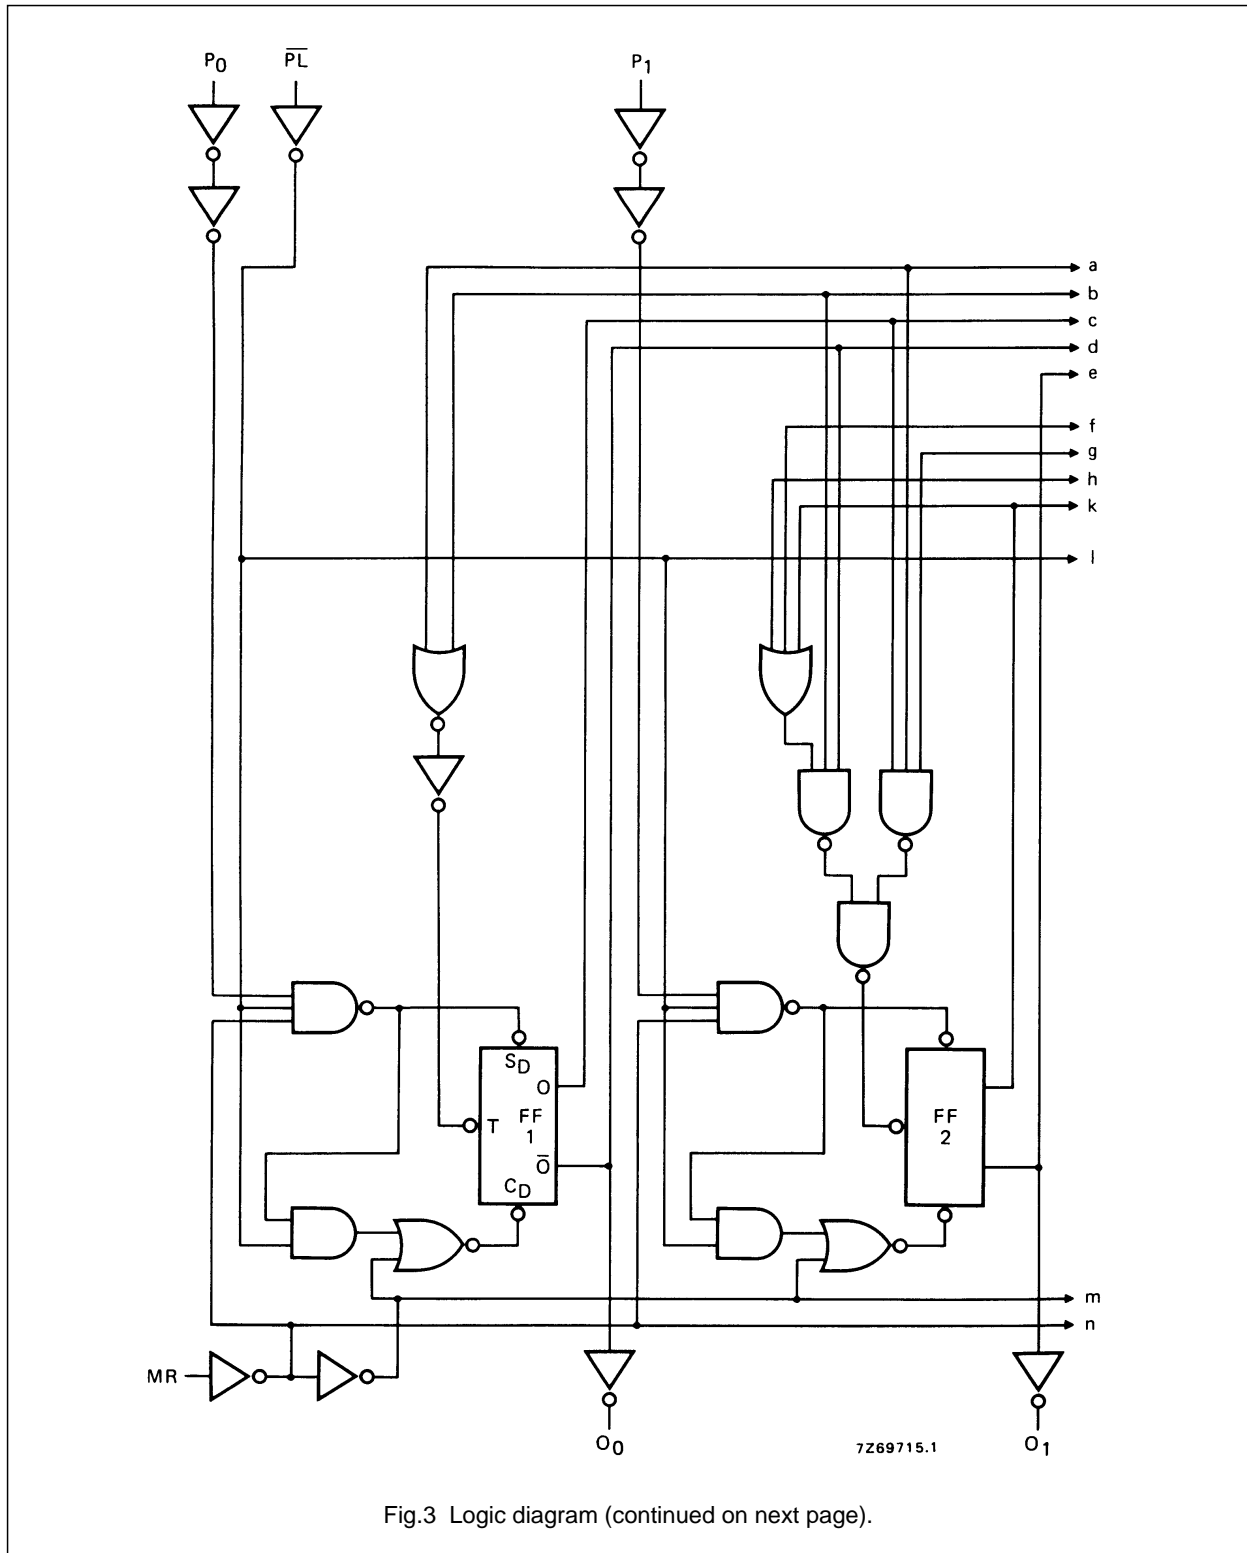 P0 P̅L̅ P1
a
b
c
d
e
f
g
h
k
l
SD
O
T FF
1
O̅
CD
FF
2
m
n
MR
O0 7Z69715.1 O1
Fig.3 Logic diagram (continued on next page).